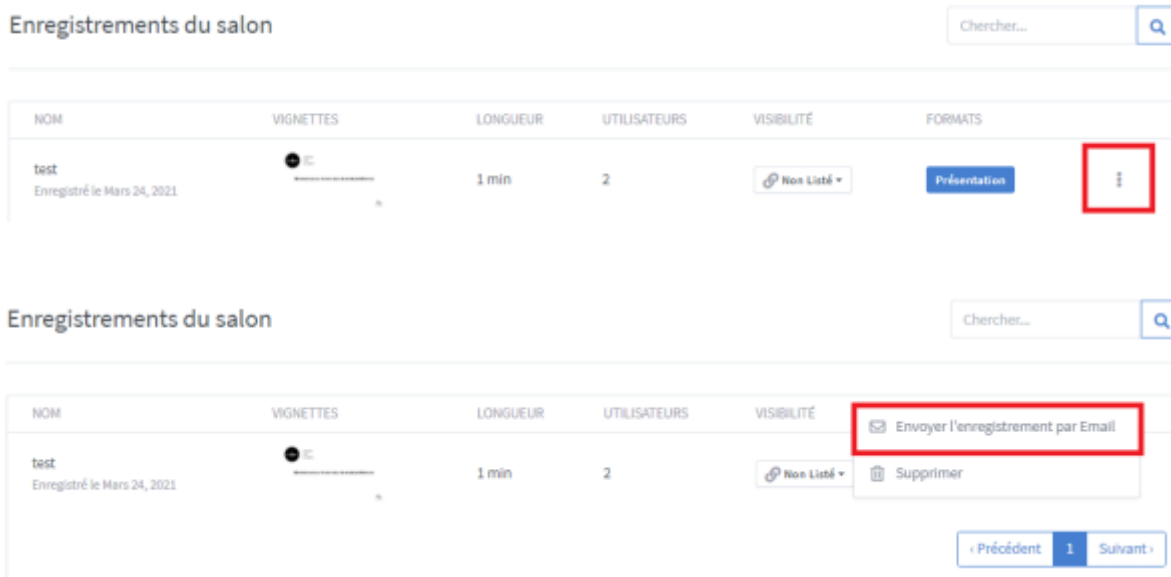 Enregistrements du salon
Chercher...
NOM VIGNETTES LONGUEUR UTILISATEURS VISIBILITÉ FORMATS
test
Enregistré le Mars 24, 2021
1 min 2 Non Listé Présentation
Enregistrements du salon
Chercher...
NOM VIGNETTES LONGUEUR UTILISATEURS VISIBILITÉ
Envoyer l'enregistrement par Email
test
Enregistré le Mars 24, 2021
1 min 2 Non Listé
Supprimer
‹ Précédent 1 Suivant ›